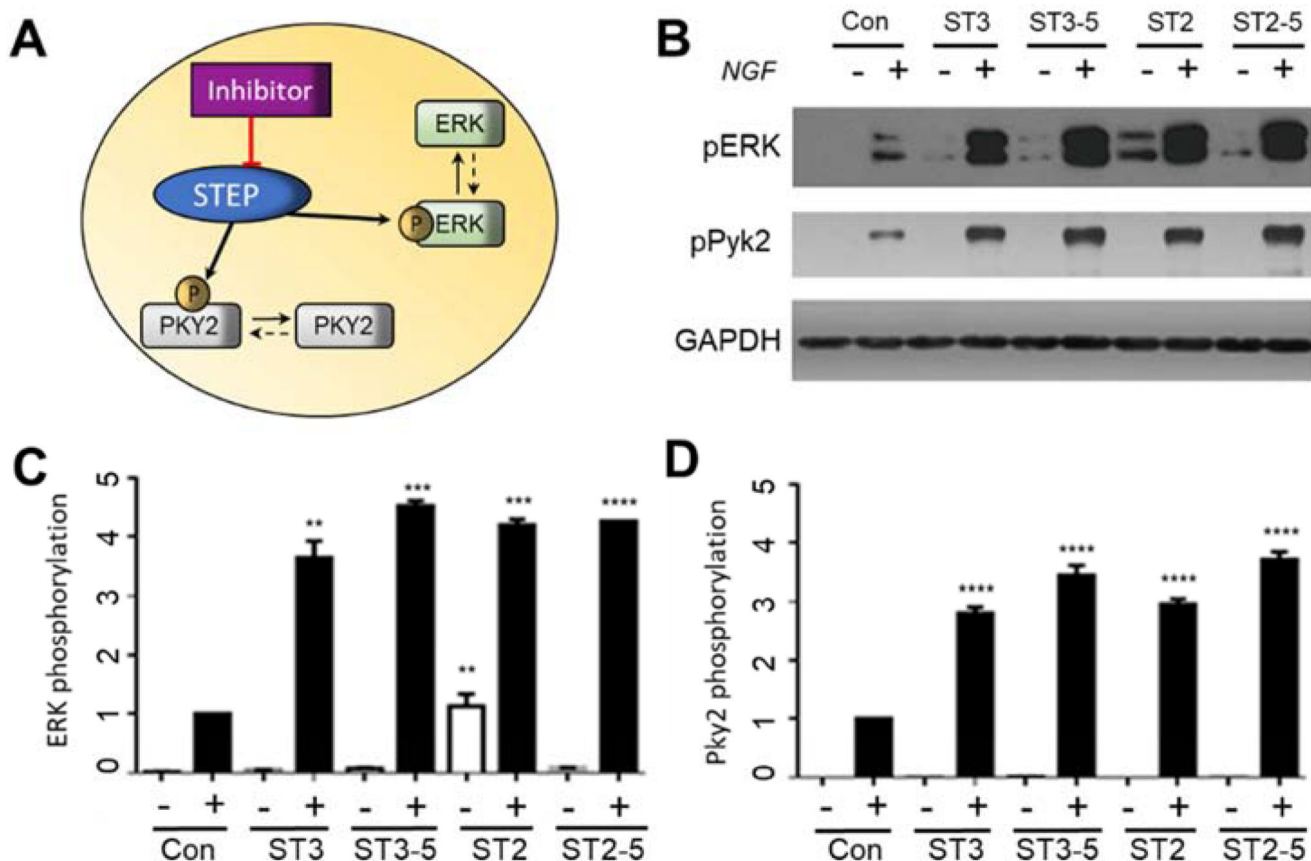 A
Inhibitor
STEP
ERK
P ERK
P
PKY2
PKY2
B
Con ST3 ST3-5 ST2 ST2-5
NGF - + - + - + - + - +
pERK
pPyk2
GAPDH
C
ERK phosphorylation
5
4
3
2
1
0
** *** ** *** ****
- + - + - + - + - +
Con ST3 ST3-5 ST2 ST2-5
D
Pky2 phosphorylation
5
4
3
2
1
0
**** **** **** ****
- + - + - + - + - +
Con ST3 ST3-5 ST2 ST2-5